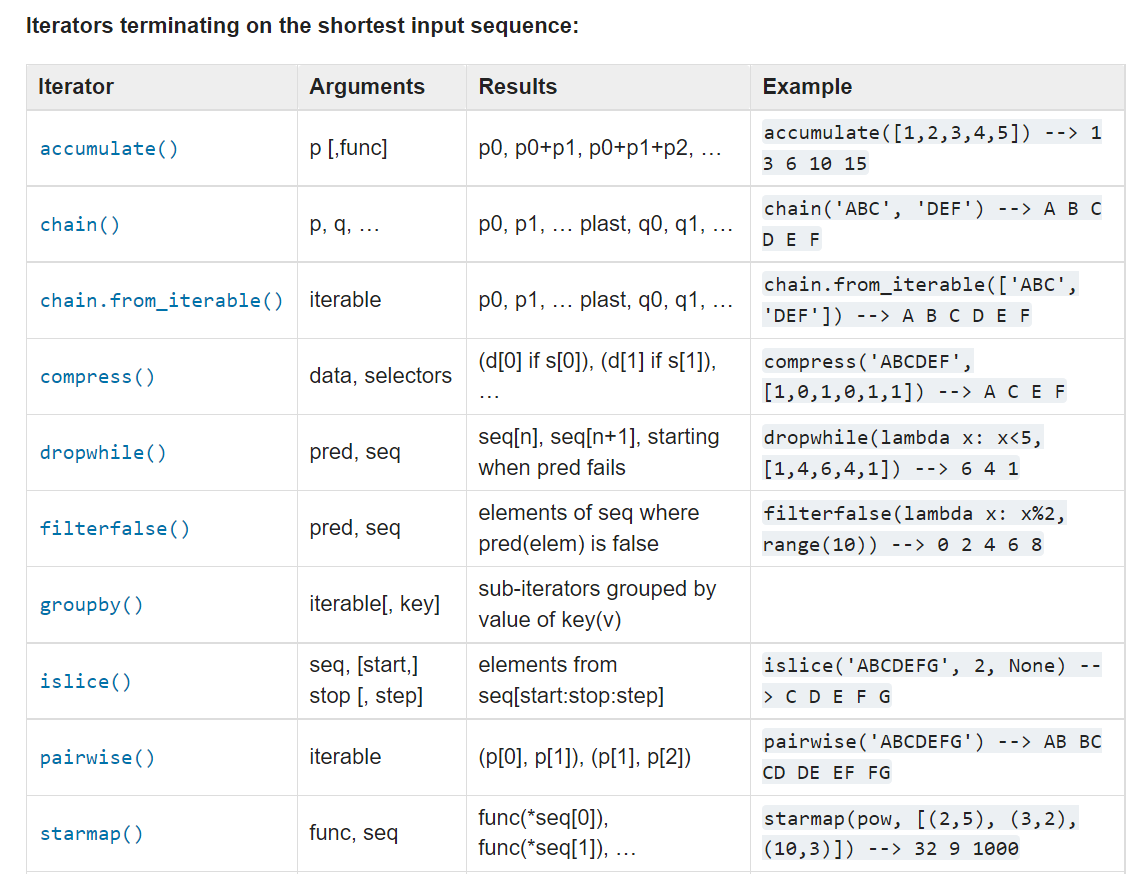 Iterators terminating on the shortest input sequence:
Iterator Arguments Results Example
accumulate() p [,func] p0, p0+p1, p0+p1+p2, … accumulate([1,2,3,4,5]) --> 1
3 6 10 15
chain() p, q, … p0, p1, … plast, q0, q1, … chain('ABC', 'DEF') --> A B C
D E F
chain.from_iterable() iterable p0, p1, … plast, q0, q1, … chain.from_iterable(['ABC',
'DEF']) --> A B C D E F
compress() data, selectors (d[0] if s[0]), (d[1] if s[1]),
…
compress('ABCDEF',
[1,0,1,0,1,1]) --> A C E F
dropwhile() pred, seq seq[n], seq[n+1], starting
when pred fails
dropwhile(lambda x: x<5,
[1,4,6,4,1]) --> 6 4 1
filterfalse() pred, seq elements of seq where
pred(elem) is false
filterfalse(lambda x: x%2,
range(10)) --> 0 2 4 6 8
groupby() iterable[, key] sub-iterators grouped by
value of key(v)
islice() seq, [start,]
stop [, step]
elements from
seq[start:stop:step]
islice('ABCDEFG', 2, None) --
> C D E F G
pairwise() iterable (p[0], p[1]), (p[1], p[2]) pairwise('ABCDEFG') --> AB BC
CD DE EF FG
starmap() func, seq func(*seq[0]),
func(*seq[1]), …
starmap(pow, [(2,5), (3,2),
(10,3)]) --> 32 9 1000